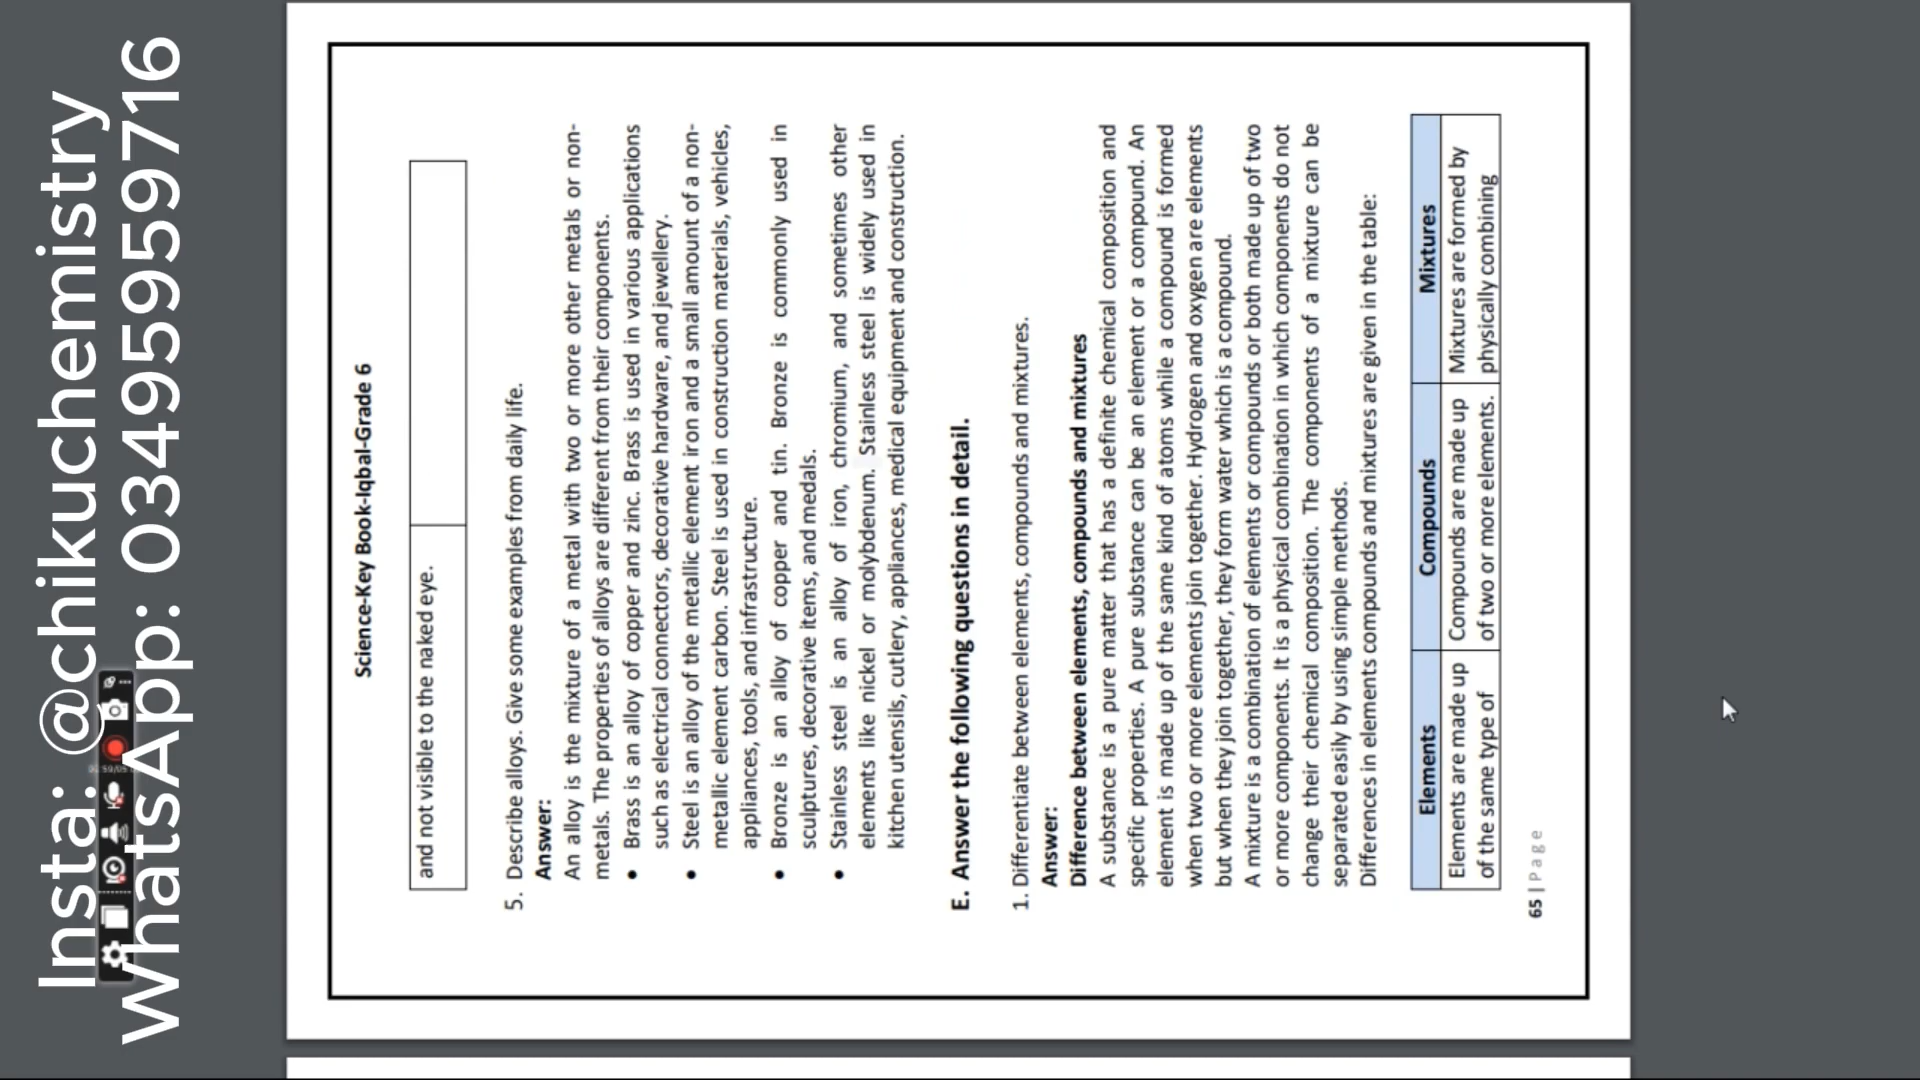 Insta: @chikuchemistry
WhatsApp: 03495959716
Science-Key Book-Iqbal-Grade 6
and not visible to the naked eye.
5. Describe alloys. Give some examples from daily life.
Answer:
An alloy is the mixture of a metal with two or more other metals or non-
metals. The properties of alloys are different from their components.
• Brass is an alloy of copper and zinc. Brass is used in various applications
such as electrical connectors, decorative hardware, and jewellery.
• Steel is an alloy of the metallic element iron and a small amount of a non-
metallic element carbon. Steel is used in construction materials, vehicles,
appliances, tools, and infrastructure.
• Bronze is an alloy of copper and tin. Bronze is commonly used in
sculptures, decorative items, and medals.
• Stainless steel is an alloy of iron, chromium, and sometimes other
elements like nickel or molybdenum. Stainless steel is widely used in
kitchen utensils, cutlery, appliances, medical equipment and construction.
E. Answer the following questions in detail.
1. Differentiate between elements, compounds and mixtures.
Answer:
Difference between elements, compounds and mixtures
A substance is a pure matter that has a definite chemical composition and
specific properties. A pure substance can be an element or a compound. An
element is made up of the same kind of atoms while a compound is formed
when two or more elements join together. Hydrogen and oxygen are elements
but when they join together, they form water which is a compound.
A mixture is a combination of elements or compounds or both made up of two
or more components. It is a physical combination in which components do not
change their chemical composition. The components of a mixture can be
separated easily by using simple methods.
Differences in elements compounds and mixtures are given in the table:
Elements Compounds Mixtures
Elements are made up Compounds are made up Mixtures are formed by
of the same type of of two or more elements. physically combining
65 | Page